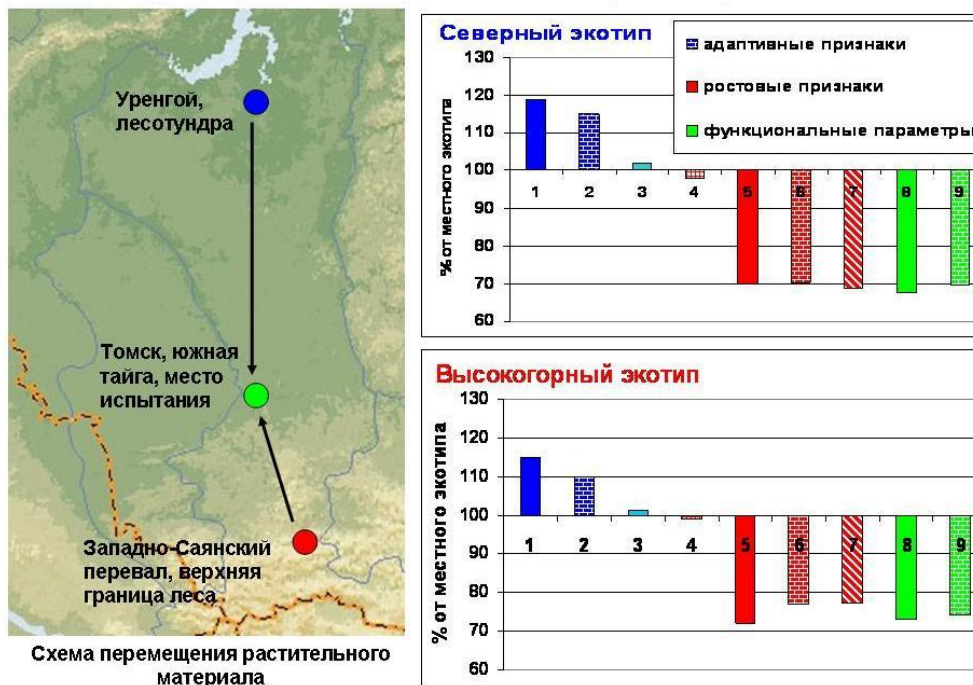 Уренгой,
лесотундра
Томск, южная
тайга, место
испытания
Западно-Саянский
перевал, верхняя
граница леса
Схема перемещения растительного
материала
Северный экотип
адаптивные признаки
ростовые признаки
функциональные параметры
% от местного экотипа
130
120
110
100
90
80
70
60
1 2 3 4 5 6 7 8 9
Высокогорный экотип
% от местного экотипа
130
120
110
100
90
80
70
60
1 2 3 4 5 6 7 8 9